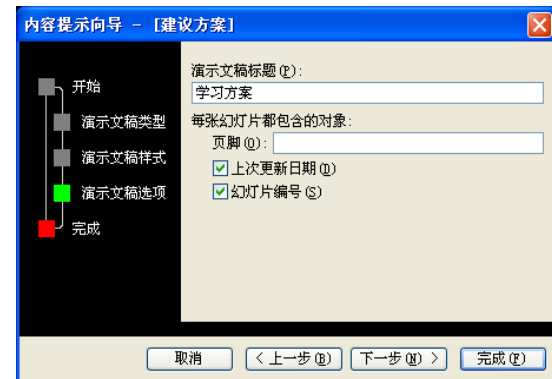 内容提示向导 - [建议方案]
开始
演示文稿类型
演示文稿样式
演示文稿选项
完成
演示文稿标题(P):
学习方案
每张幻灯片都包含的对象:
页脚(O):
上次更新日期(D)
幻灯片编号(S)
取消
< 上一步(B)
下一步(N) >
完成(F)